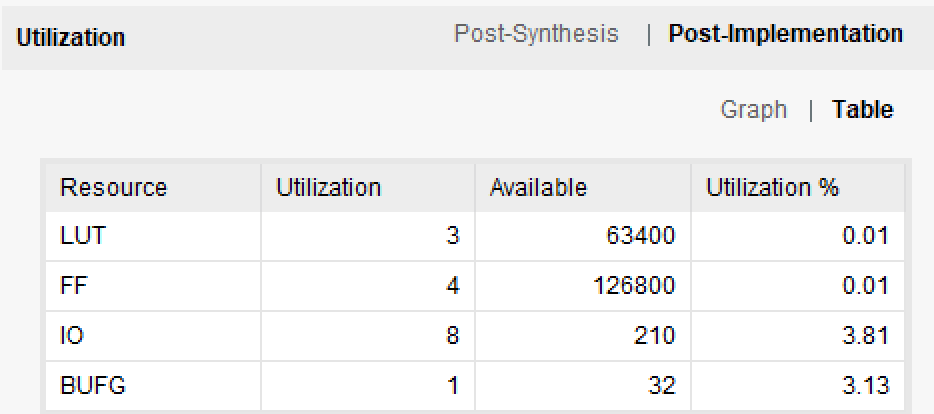 Utilization Post-Synthesis | Post-Implementation
Graph | Table
Resource Utilization Available Utilization %
LUT 3 63400 0.01
FF 4 126800 0.01
IO 8 210 3.81
BUFG 1 32 3.13